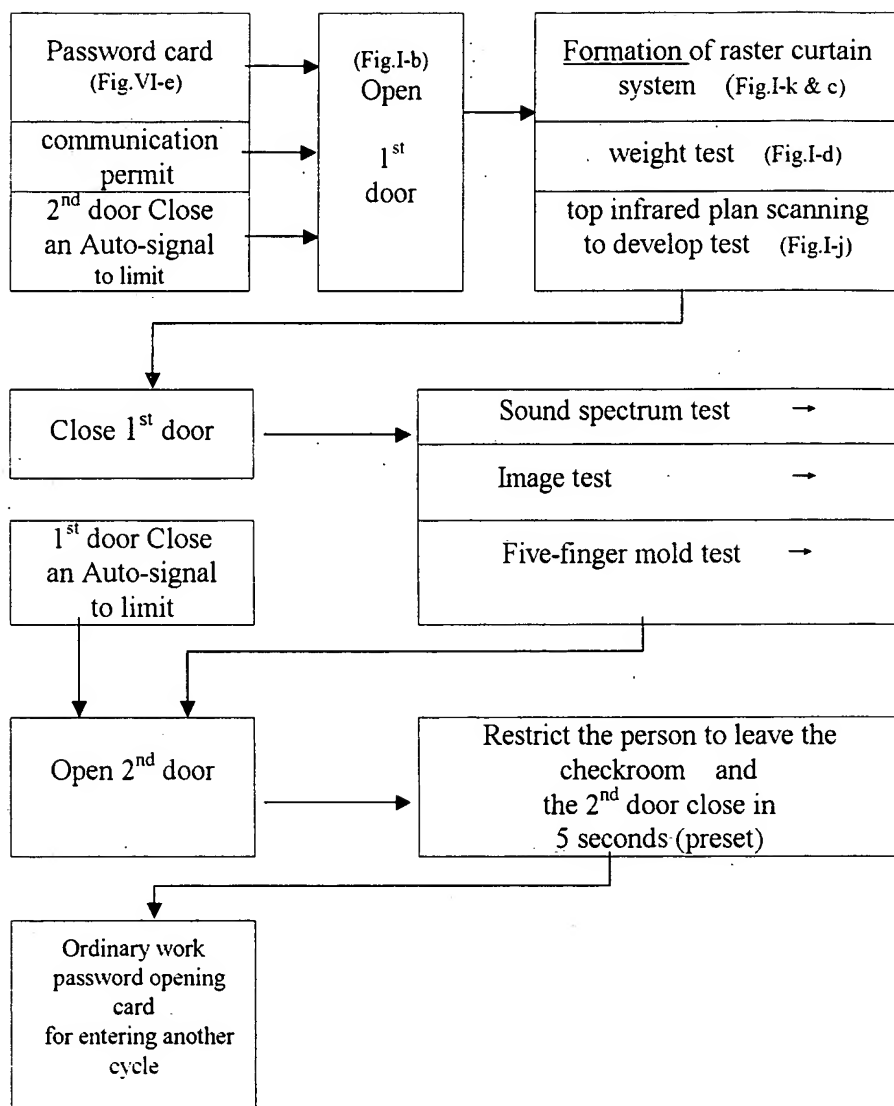 Password card
(Fig.VI-e)
communication
permit
2nd door Close
an Auto-signal
to limit
(Fig.I-b)
Open
1st
door
Formation of raster curtain
system (Fig.I-k & c)
weight test (Fig.I-d)
top infrared plan scanning
to develop test (Fig.I-j)
Close 1st door
Sound spectrum test →
Image test →
Five-finger mold test →
1st door Close
an Auto-signal
to limit
Open 2nd door
Restrict the person to leave the
checkroom and
the 2nd door close in
5 seconds (preset)
Ordinary work
password opening
card
for entering another
cycle